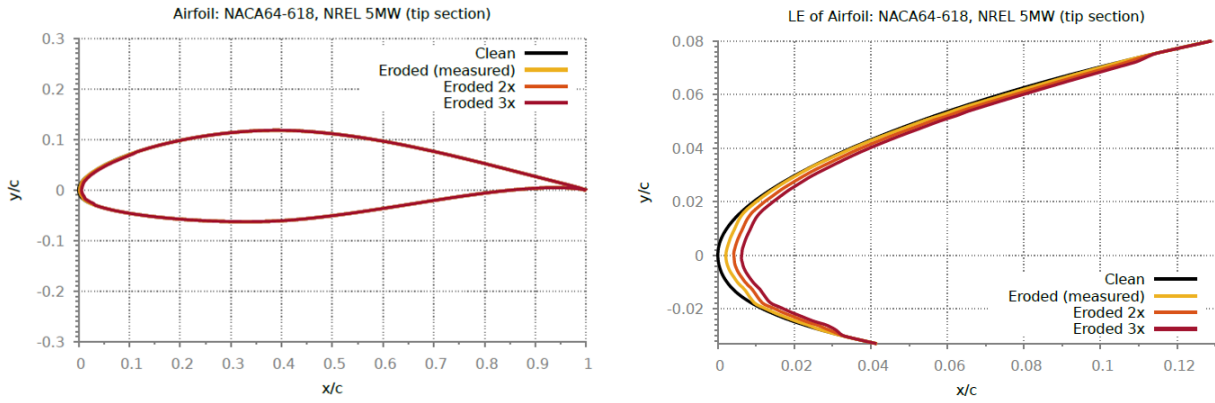 Airfoil: NACA64-618, NREL 5MW (tip section)
0.3
0.2
0.1
0
-0.1
-0.2
-0.3
y/c
Clean
Eroded (measured)
Eroded 2x
Eroded 3x
0 0.1 0.2 0.3 0.4 0.5 0.6 0.7 0.8 0.9 1
x/c
LE of Airfoil: NACA64-618, NREL 5MW (tip section)
0.08
0.06
0.04
0.02
0
-0.02
y/c
Clean
Eroded (measured)
Eroded 2x
Eroded 3x
0 0.02 0.04 0.06 0.08 0.1 0.12
x/c